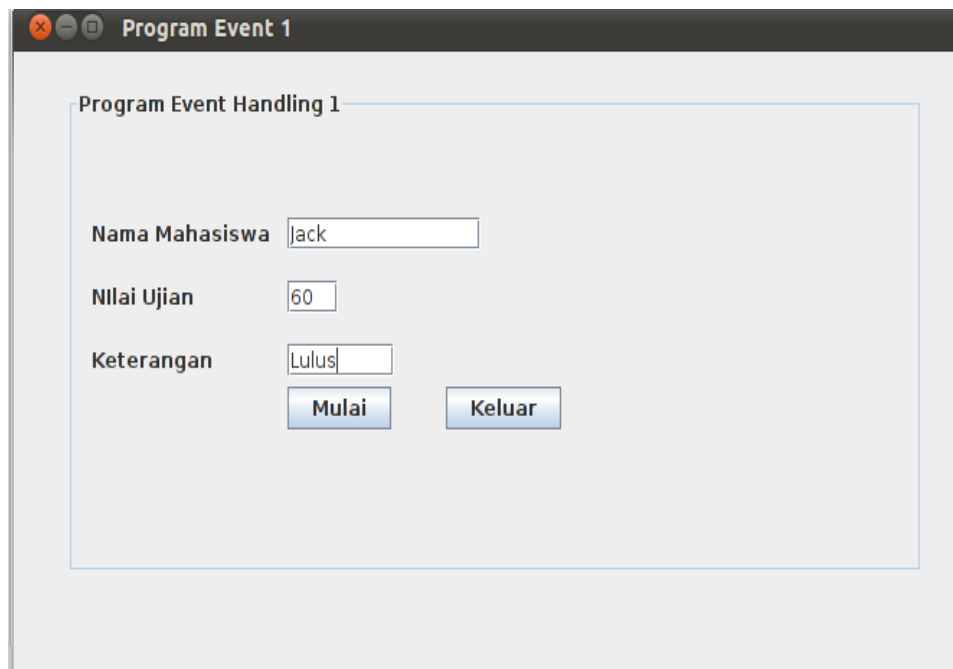 Program Event 1
Program Event Handling 1
Nama Mahasiswa Jack
NIlai Ujian 60
Keterangan Lulus
Mulai Keluar